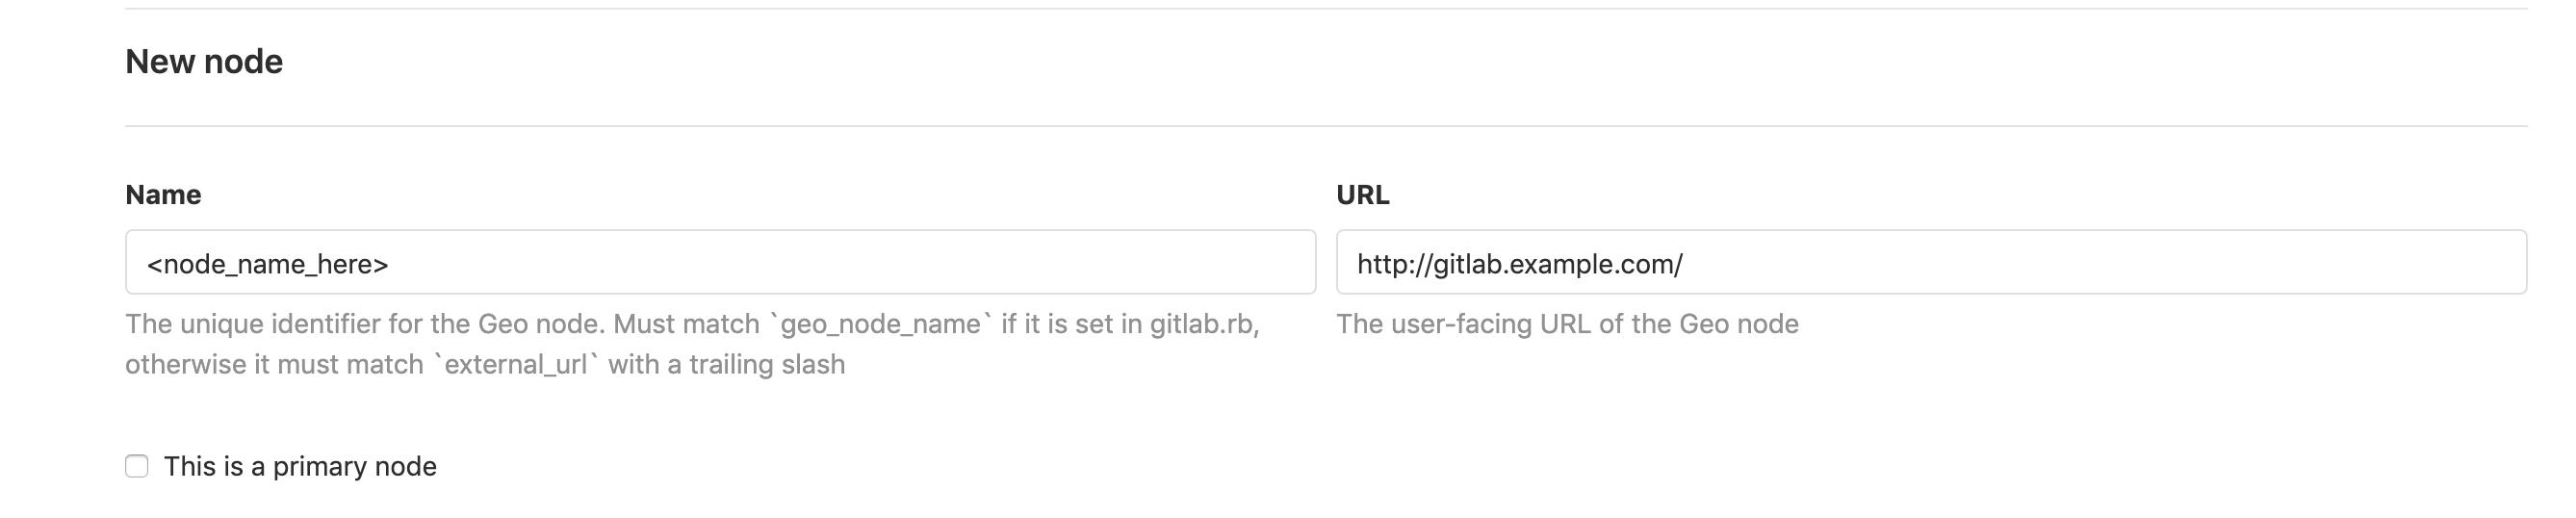 New node
Name
<node_name_here>
The unique identifier for the Geo node. Must match `geo_node_name` if it is set in gitlab.rb,
otherwise it must match `external_url` with a trailing slash
URL
http://gitlab.example.com/
The user-facing URL of the Geo node
This is a primary node